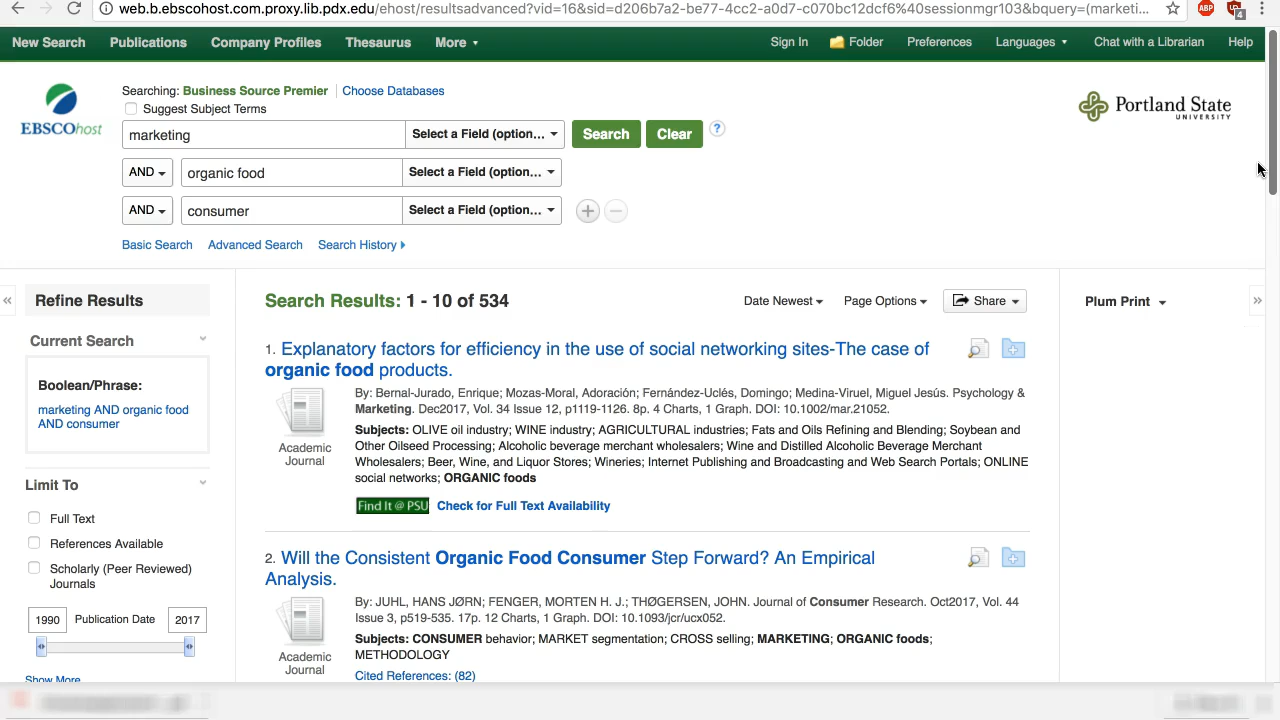 web.b.ebscohost.com.proxy.lib.pdx.edu/ehost/resultsadvanced?vid=16&sid=d206b7a2-be77-4cc2-a0d7-c070bc12dcf6%40sessionmgr103&bquery=(marketi...
ABP
4
New Search Publications Company Profiles Thesaurus More Sign In Folder Preferences Languages Chat with a Librarian Help
Searching: Business Source Premier Choose Databases
Suggest Subject Terms
EBSCOhost
Portland State
UNIVERSITY
marketing Select a Field (option... Search Clear ?
AND organic food Select a Field (option...
AND consumer Select a Field (option...
Basic Search Advanced Search Search History
Refine Results
Current Search
Boolean/Phrase:
marketing AND organic food
AND consumer
Limit To
Full Text
References Available
Scholarly (Peer Reviewed)
Journals
1990 Publication Date 2017
Show More
Search Results: 1 - 10 of 534
Date Newest Page Options Share
1. Explanatory factors for efficiency in the use of social networking sites-The case of
organic food products.
By: Bernal-Jurado, Enrique; Mozas-Moral, Adoración; Fernández-Uclés, Domingo; Medina-Viruel, Miguel Jesús. Psychology &
Marketing. Dec2017, Vol. 34 Issue 12, p1119-1126. 8p. 4 Charts, 1 Graph. DOI: 10.1002/mar.21052.
Subjects: OLIVE oil industry; WINE industry; AGRICULTURAL industries; Fats and Oils Refining and Blending; Soybean and
Other Oilseed Processing; Alcoholic beverage merchant wholesalers; Wine and Distilled Alcoholic Beverage Merchant
Wholesalers; Beer, Wine, and Liquor Stores; Wineries; Internet Publishing and Broadcasting and Web Search Portals; ONLINE
social networks; ORGANIC foods
Academic
Journal
Find It @ PSU Check for Full Text Availability
2. Will the Consistent Organic Food Consumer Step Forward? An Empirical
Analysis.
By: JUHL, HANS JØRN; FENGER, MORTEN H. J.; THØGERSEN, JOHN. Journal of Consumer Research. Oct2017, Vol. 44
Issue 3, p519-535. 17p. 12 Charts, 1 Graph. DOI: 10.1093/jcr/ucx052.
Subjects: CONSUMER behavior; MARKET segmentation; CROSS selling; MARKETING; ORGANIC foods;
METHODOLOGY
Academic
Journal
Cited References: (82)
Plum Print